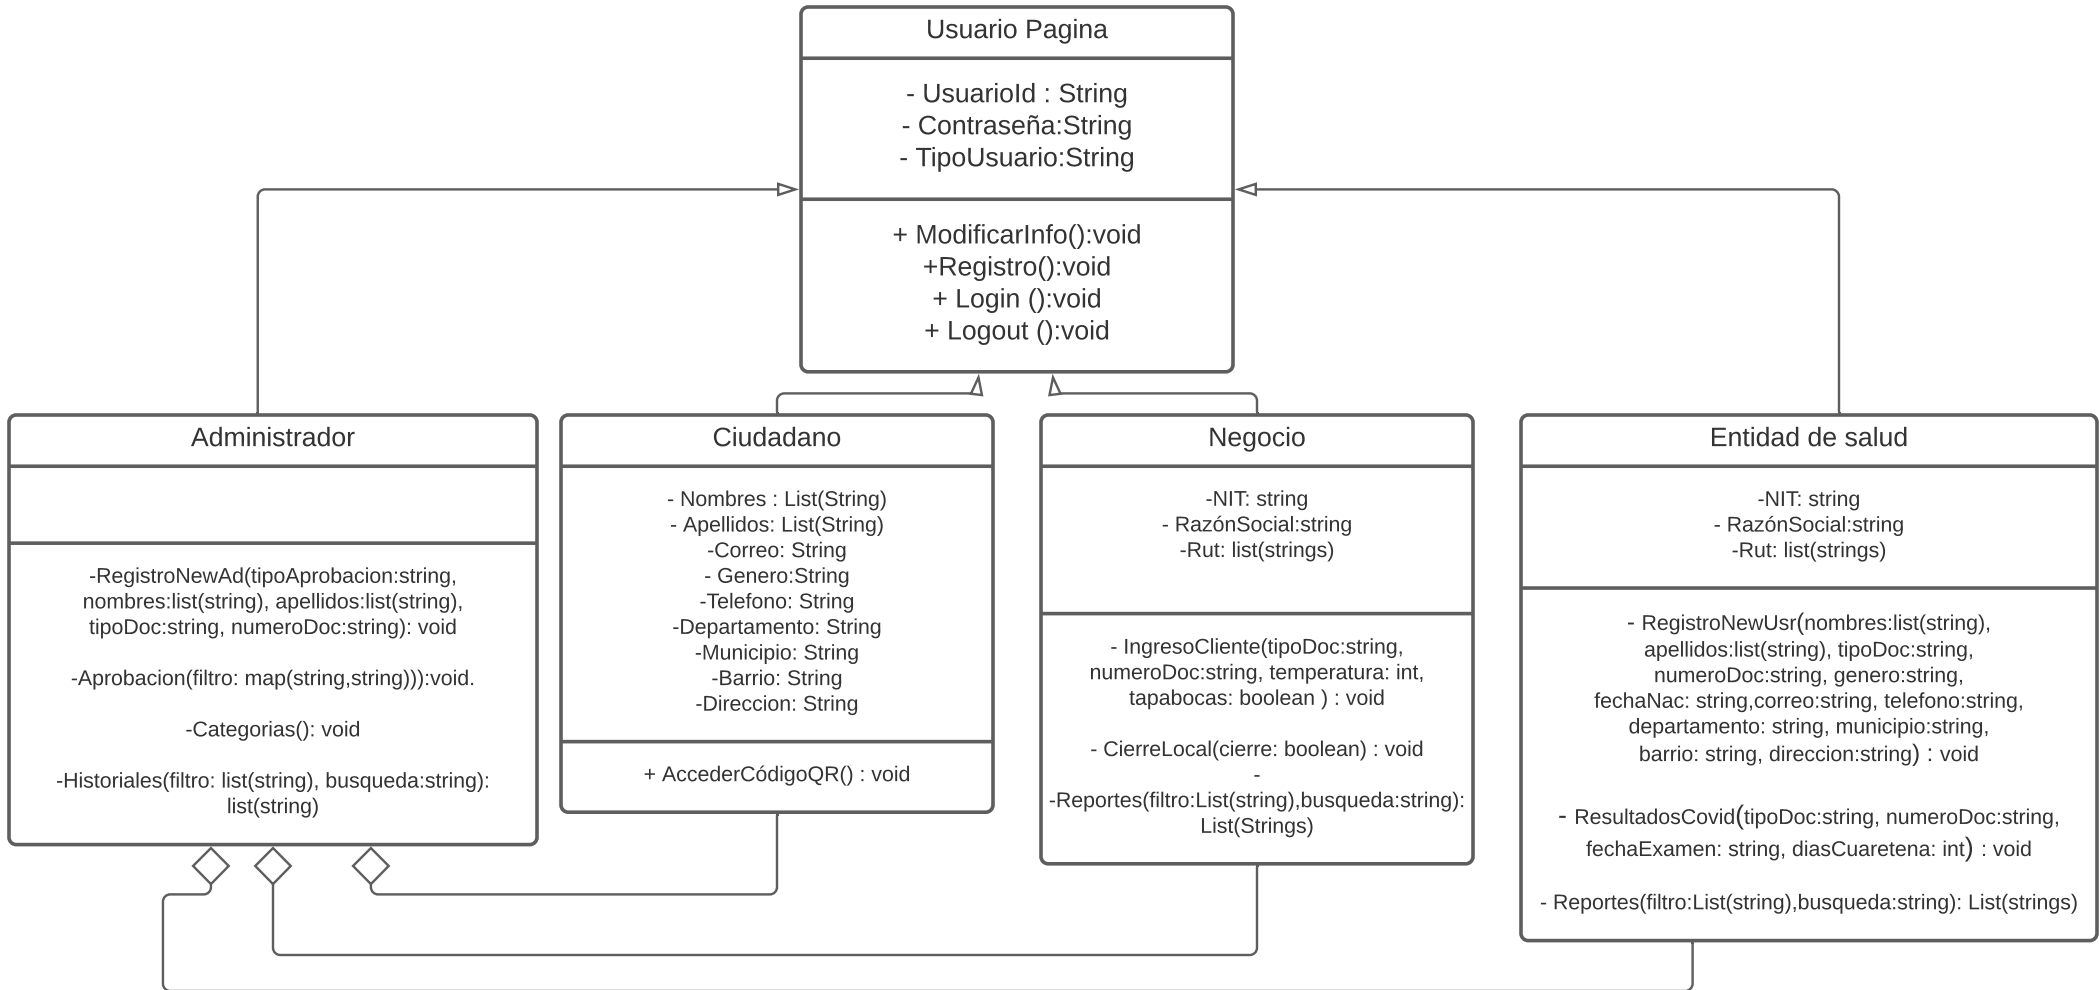 Usuario Pagina
- UsuarioId : String
- Contraseña:String
- TipoUsuario:String
+ ModificarInfo():void
+Registro():void
+ Login ():void
+ Logout ():void
Administrador
-RegistroNewAd(tipoAprobacion:string,
nombres:list(string), apellidos:list(string),
tipoDoc:string, numeroDoc:string): void
-Aprobacion(filtro: map(string,string))):void.
-Categorias(): void
-Historiales(filtro: list(string), busqueda:string):
list(string)
Ciudadano
- Nombres : List(String)
- Apellidos: List(String)
-Correo: String
- Genero:String
-Telefono: String
-Departamento: String
-Municipio: String
-Barrio: String
-Direccion: String
+ AccederCódigoQR() : void
Negocio
-NIT: string
- RazónSocial:string
-Rut: list(strings)
- IngresoCliente(tipoDoc:string,
numeroDoc:string, temperatura: int,
tapabocas: boolean ) : void
- CierreLocal(cierre: boolean) : void
-
-Reportes(filtro:List(string),busqueda:string):
List(Strings)
Entidad de salud
-NIT: string
- RazónSocial:string
-Rut: list(strings)
- RegistroNewUsr(nombres:list(string),
apellidos:list(string), tipoDoc:string,
numeroDoc:string, genero:string,
fechaNac: string,correo:string, telefono:string,
departamento: string, municipio:string,
barrio: string, direccion:string) : void
- ResultadosCovid(tipoDoc:string, numeroDoc:string,
fechaExamen: string, diasCuaretena: int) : void
- Reportes(filtro:List(string),busqueda:string): List(strings)